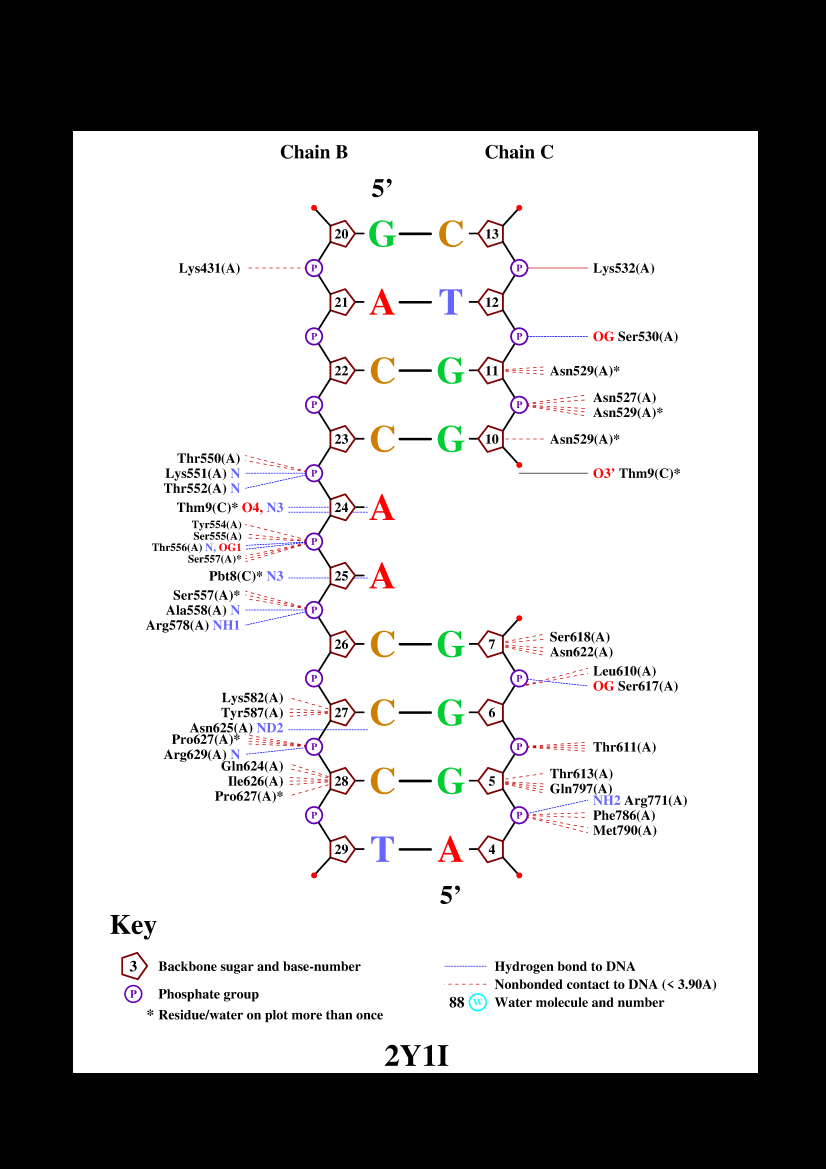 Chain B Chain C
5’
20 G C 13
Lys431(A) P P Lys532(A)
21 A T 12
P P OG Ser530(A)
22 C G 11 Asn529(A)*
Asn527(A)
P P Asn529(A)*
23 C G 10 Asn529(A)*
Thr550(A)
Lys551(A) N P O3’ Thm9(C)*
Thr552(A) N
Thm9(C)* O4, N3 24 A
Tyr554(A)
Ser555(A)
Thr556(A) N, OG1 P
Ser557(A)*
Pbt8(C)* N3 25 A
Ser557(A)*
Ala558(A) N P
Arg578(A) NH1
26 C G 7 Ser618(A)
Asn622(A)
Leu610(A)
P P OG Ser617(A)
Lys582(A)
Tyr587(A) 27 C G 6
Asn625(A) ND2
Pro627(A)* P P Thr611(A)
Arg629(A) N
Gln624(A) Thr613(A)
Ile626(A) 28 C G 5 Gln797(A)
Pro627(A)* NH2 Arg771(A)
P P Phe786(A)
Met790(A)
29 T A 4
5’
Key
3 Backbone sugar and base-number Hydrogen bond to DNA
Nonbonded contact to DNA (< 3.90A)
P Phosphate group 88 W Water molecule and number
* Residue/water on plot more than once
2Y1I